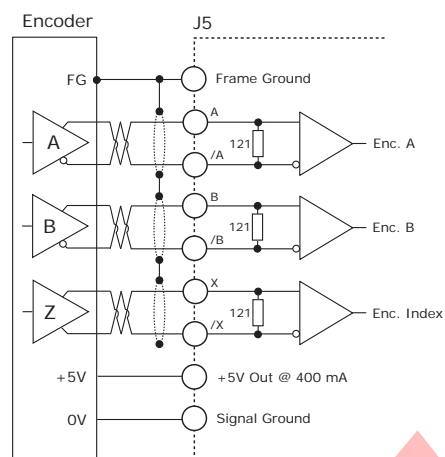 Encoder
J5
FG
Frame Ground
A
A
121
Enc. A
/A
B
B
121
Enc. B
/B
X
Z
121
Enc. Index
/X
+5V
+5V Out @ 400 mA
0V
Signal Ground